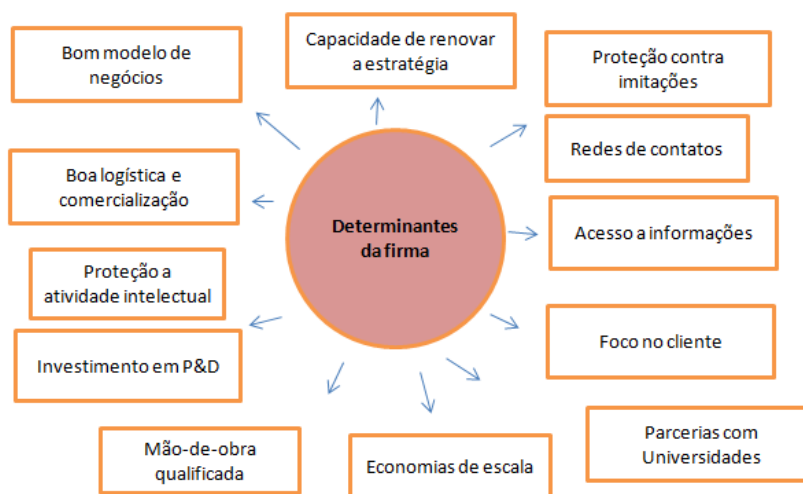 Bom modelo de
negócios
Capacidade de renovar
a estratégia
Proteção contra
imitações
Redes de contatos
Boa logística e
comercialização
Determinantes
da firma
Acesso a informações
Proteção a
atividade intelectual
Foco no cliente
Investimento em P&D
Mão-de-obra
qualificada
Economias de escala
Parcerias com
Universidades